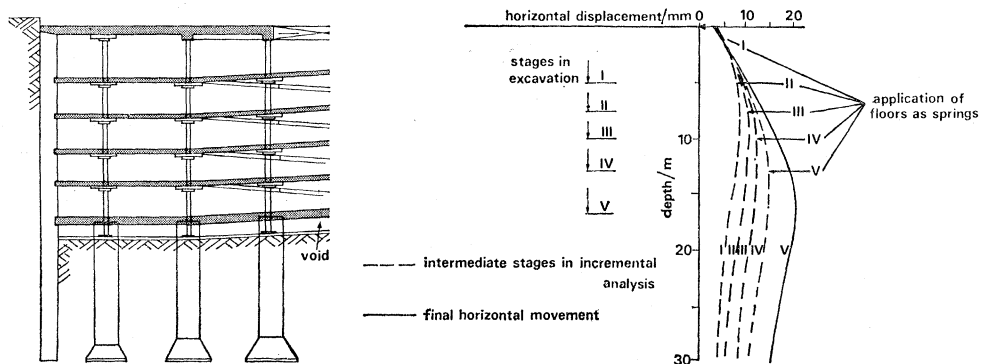 void
horizontal displacement/mm 0 10 20
stages in
excavation
I
II
III
IV
V
intermediate stages in incremental
analysis
final horizontal movement
depth/m
10
20
30
I
II
III
IV
V
application of
floors as springs
I II III IV V